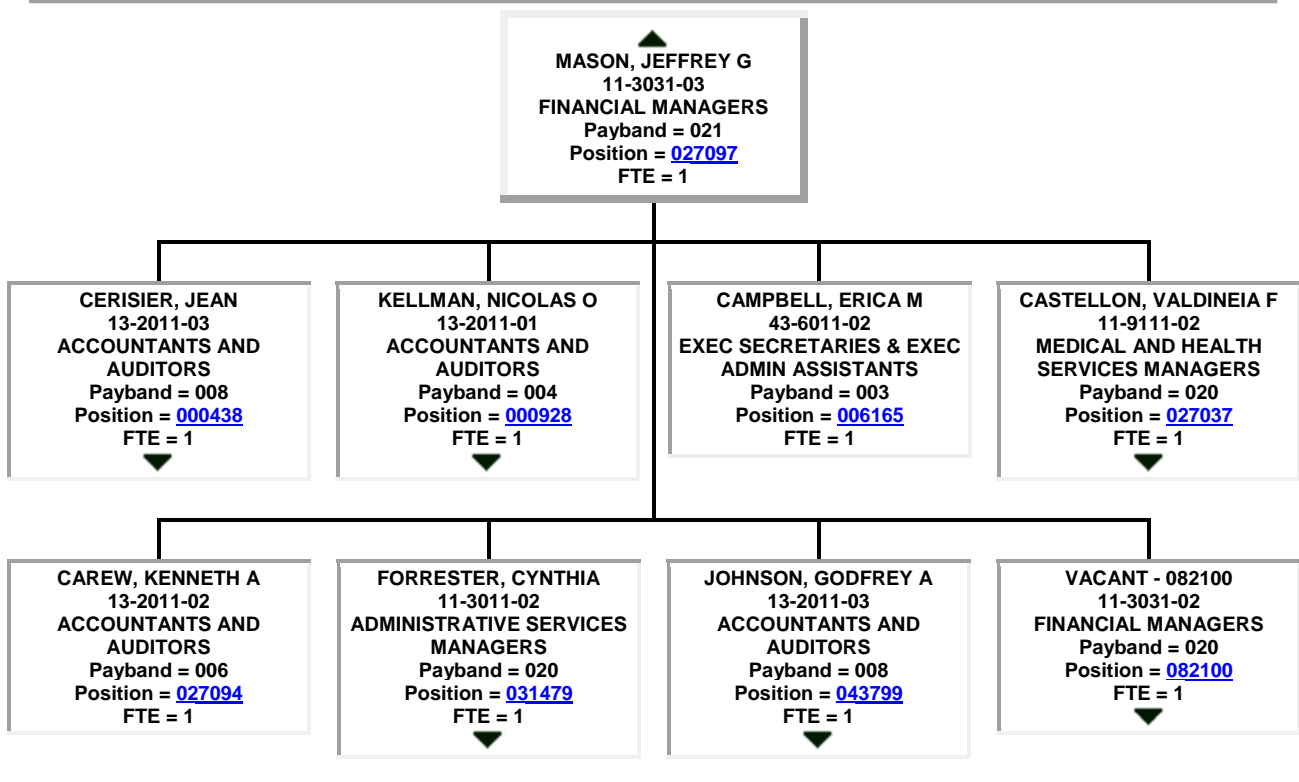 MASON, JEFFREY G
11-3031-03
FINANCIAL MANAGERS
Payband = 021
Position = 027097
FTE = 1
CERISIER, JEAN
13-2011-03
ACCOUNTANTS AND
AUDITORS
Payband = 008
Position = 000438
FTE = 1
KELLMAN, NICOLAS O
13-2011-01
ACCOUNTANTS AND
AUDITORS
Payband = 004
Position = 000928
FTE = 1
CAMPBELL, ERICA M
43-6011-02
EXEC SECRETARIES & EXEC
ADMIN ASSISTANTS
Payband = 003
Position = 006165
FTE = 1
CASTELLON, VALDINEIA F
11-9111-02
MEDICAL AND HEALTH
SERVICES MANAGERS
Payband = 020
Position = 027037
FTE = 1
CAREW, KENNETH A
13-2011-02
ACCOUNTANTS AND
AUDITORS
Payband = 006
Position = 027094
FTE = 1
FORRESTER, CYNTHIA
11-3011-02
ADMINISTRATIVE SERVICES
MANAGERS
Payband = 020
Position = 031479
FTE = 1
JOHNSON, GODFREY A
13-2011-03
ACCOUNTANTS AND
AUDITORS
Payband = 008
Position = 043799
FTE = 1
VACANT - 082100
11-3031-02
FINANCIAL MANAGERS
Payband = 020
Position = 082100
FTE = 1